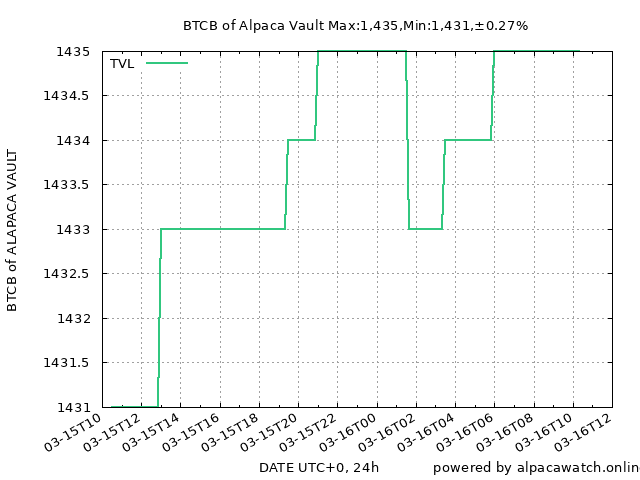 BTCB of Alpaca Vault Max:1,435,Min:1,431,±0.27%
TVL
1435
1434.5
1434
1433.5
1433
1432.5
1432
1431.5
1431
BTCB of ALAPACA VAULT
03-15T10
03-15T12
03-15T14
03-15T16
03-15T18
03-15T20
03-15T22
03-16T00
03-16T02
03-16T04
03-16T06
03-16T08
03-16T10
03-16T12
DATE UTC+0, 24h
powered by alpacawatch.onlin